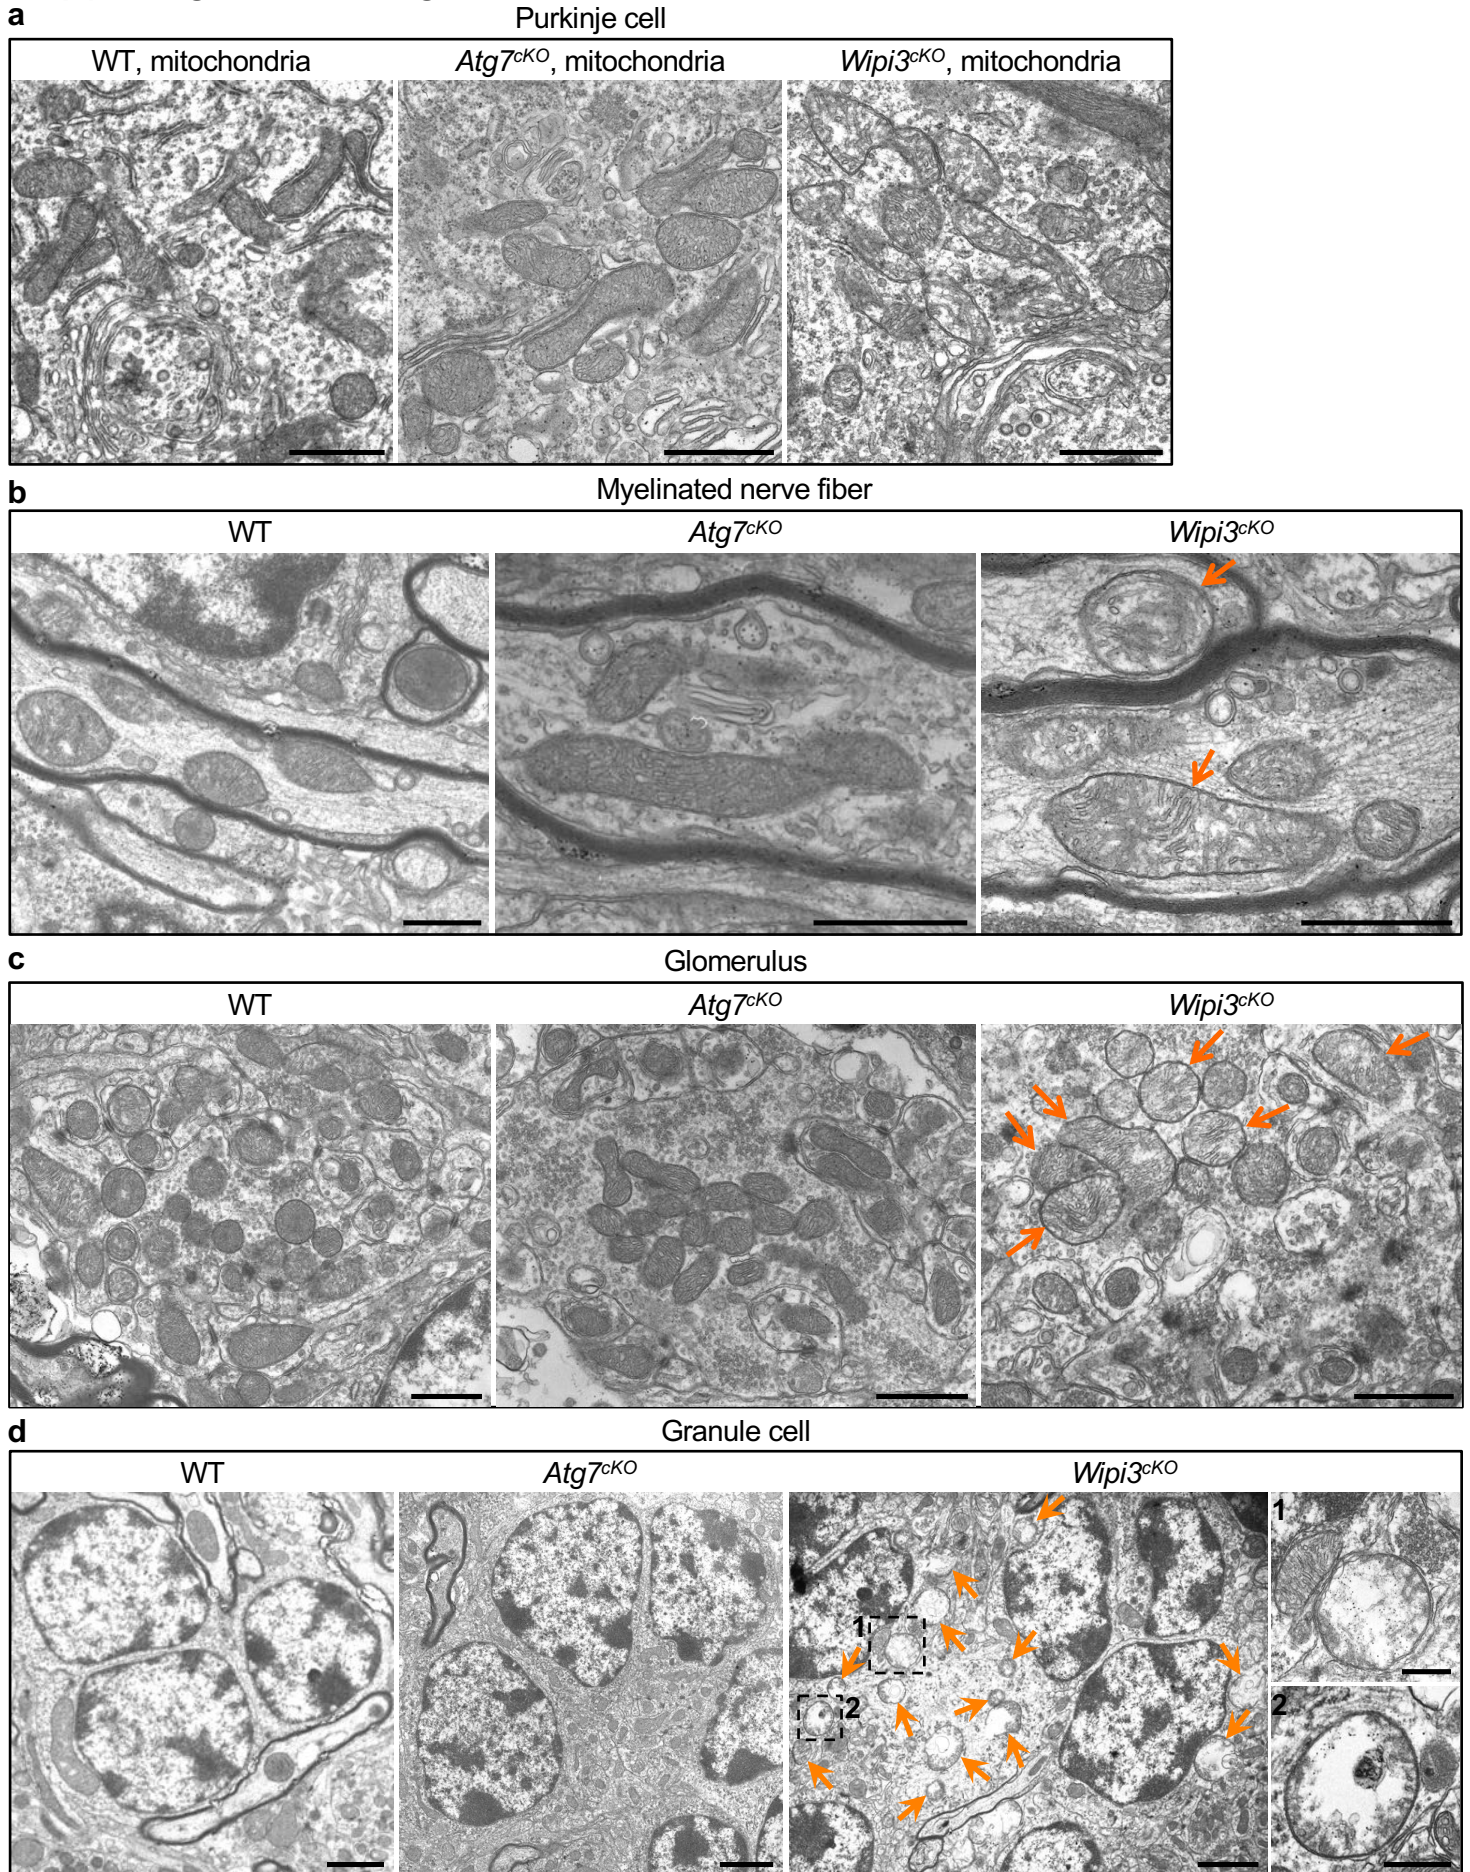 a
Purkinje cell
WT, mitochondria
Atg7cKO, mitochondria
Wipi3cKO, mitochondria
b
Myelinated nerve fiber
WT
Atg7cKO
Wipi3cKO
c
Glomerulus
WT
Atg7cKO
Wipi3cKO
d
Granule cell
WT
Atg7cKO
Wipi3cKO
1
1
2
2